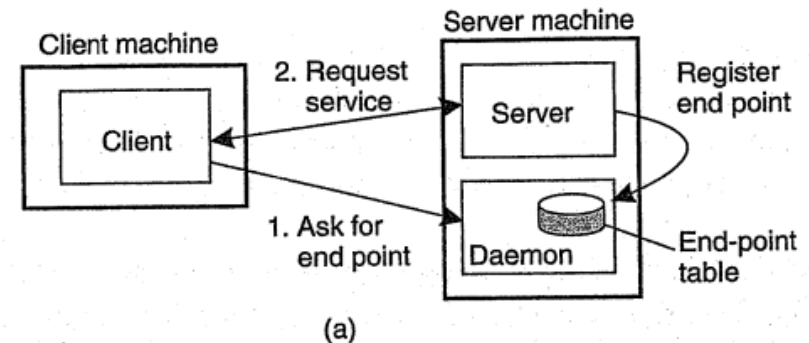 Client machine
Server machine
2. Request
service
Register
end point
Client
Server
1. Ask for
end point
Daemon
End-point
table
(a)